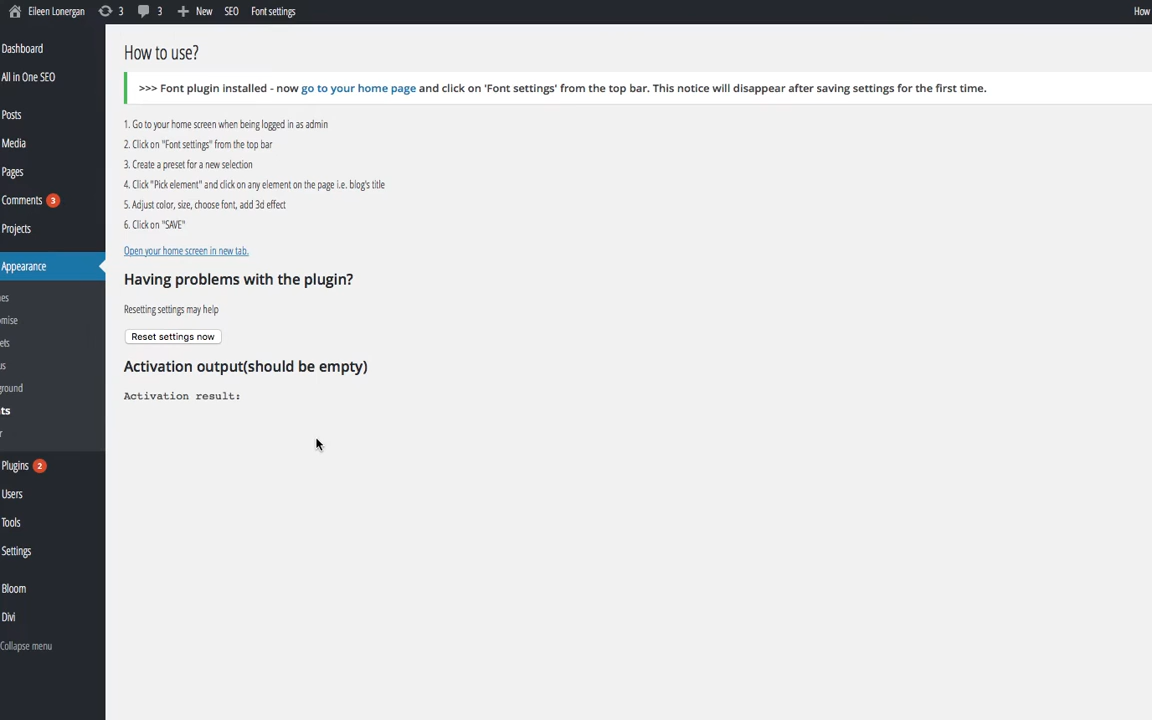 Eileen Lonergan 3 3 New SEO Font settings How
Dashboard
All in One SEO
Posts
Media
Pages
Comments 3
Projects
Appearance
es
omise
ets
us
ground
ts
r
Plugins 2
Users
Tools
Settings
Bloom
Divi
Collapse menu
How to use?
>>> Font plugin installed - now go to your home page and click on 'Font settings' from the top bar. This notice will disappear after saving settings for the first time.
1. Go to your home screen when being logged in as admin
2. Click on "Font settings" from the top bar
3. Create a preset for a new selection
4. Click "Pick element" and click on any element on the page i.e. blog's title
5. Adjust color, size, choose font, add 3d effect
6. Click on "SAVE"
Open your home screen in new tab.
Having problems with the plugin?
Resetting settings may help
Reset settings now
Activation output(should be empty)
Activation result: